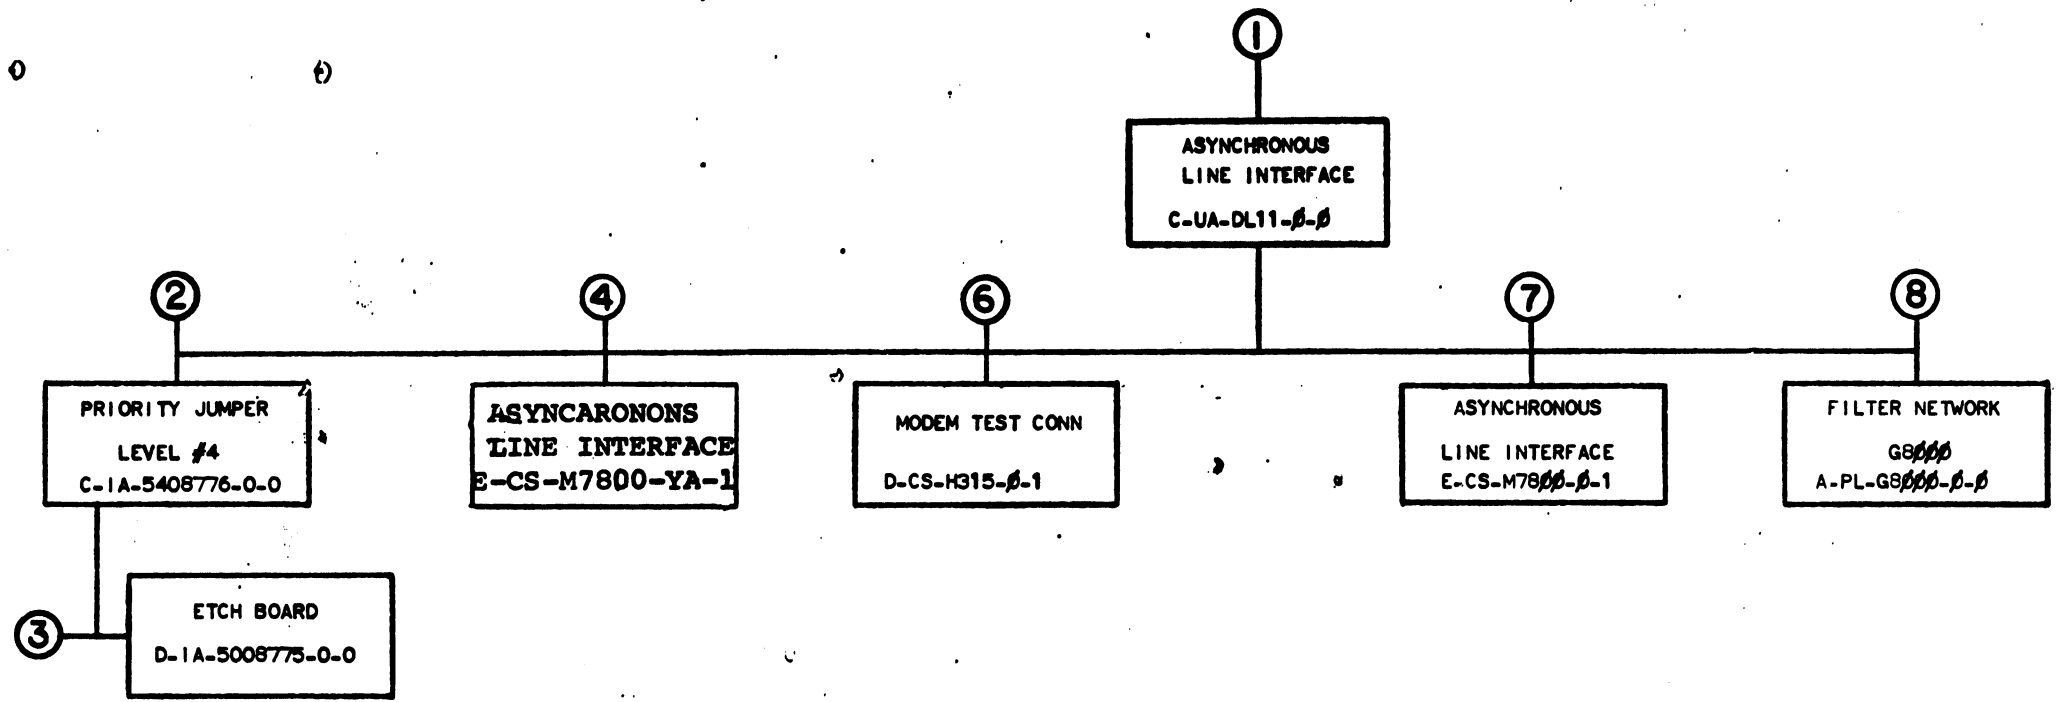 1
ASYNCHRONOUS
LINE INTERFACE
C-UA-DL11-Ø-Ø
2
4
6
7
8
PRIORITY JUMPER
LEVEL #4
C-IA-5408776-0-0
ASYNCARONONS
LINE INTERFACE
E-CS-M7800-YA-1
MODEM TEST CONN
D-CS-H315-Ø-1
ASYNCHRONOUS
LINE INTERFACE
E-CS-M78ØØ-Ø-1
FILTER NETWORK
G8ØØØ
A-PL-G8ØØØ-Ø-Ø
3
ETCH BOARD
D-IA-5008775-0-0